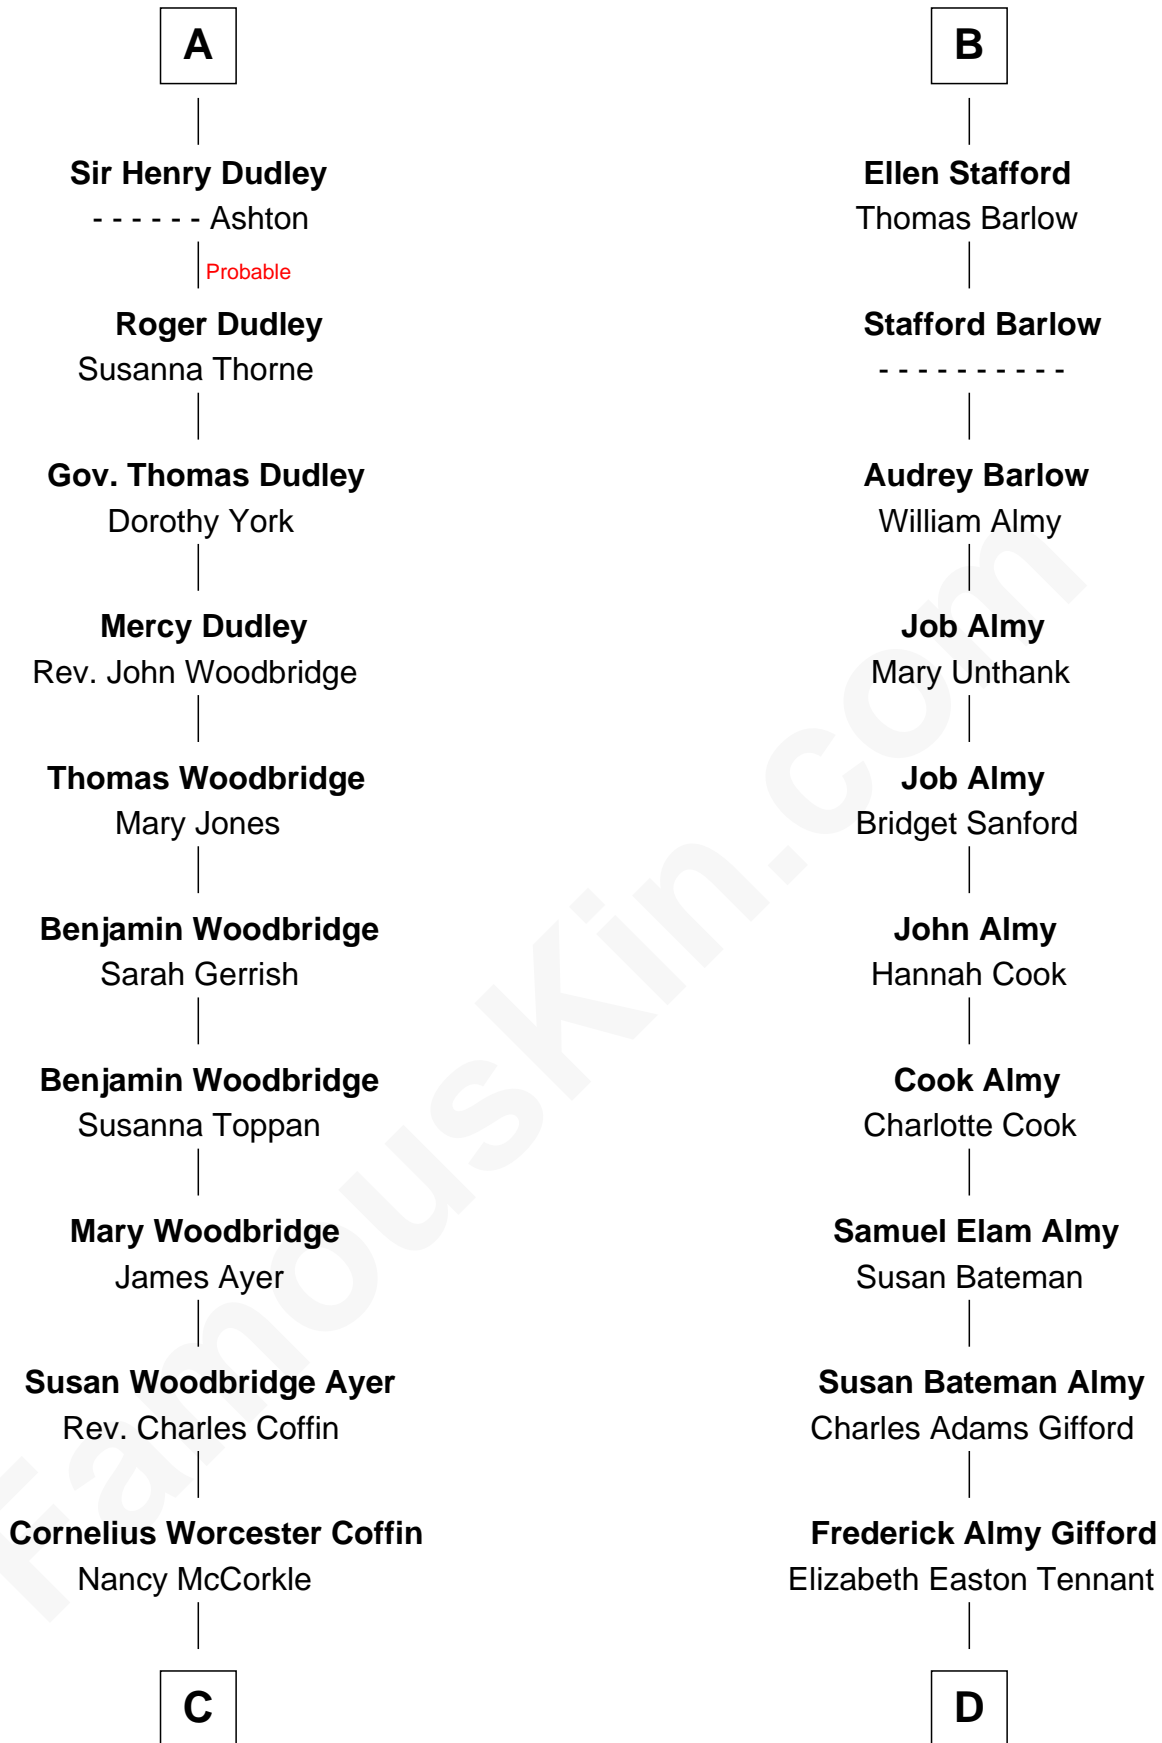 A
Sir Henry Dudley
- - - - - - Ashton
Probable
Roger Dudley
Susanna Thorne
Gov. Thomas Dudley
Dorothy York
Mercy Dudley
Rev. John Woodbridge
Thomas Woodbridge
Mary Jones
Benjamin Woodbridge
Sarah Gerrish
Benjamin Woodbridge
Susanna Toppan
Mary Woodbridge
James Ayer
Susan Woodbridge Ayer
Rev. Charles Coffin
Cornelius Worcester Coffin
Nancy McCorkle
C
B
Ellen Stafford
Thomas Barlow
Stafford Barlow
- - - - - - - - - -
Audrey Barlow
William Almy
Job Almy
Mary Unthank
Job Almy
Bridget Sanford
John Almy
Hannah Cook
Cook Almy
Charlotte Cook
Samuel Elam Almy
Susan Bateman
Susan Bateman Almy
Charles Adams Gifford
Frederick Almy Gifford
Elizabeth Easton Tennant
D
FamousKin.com